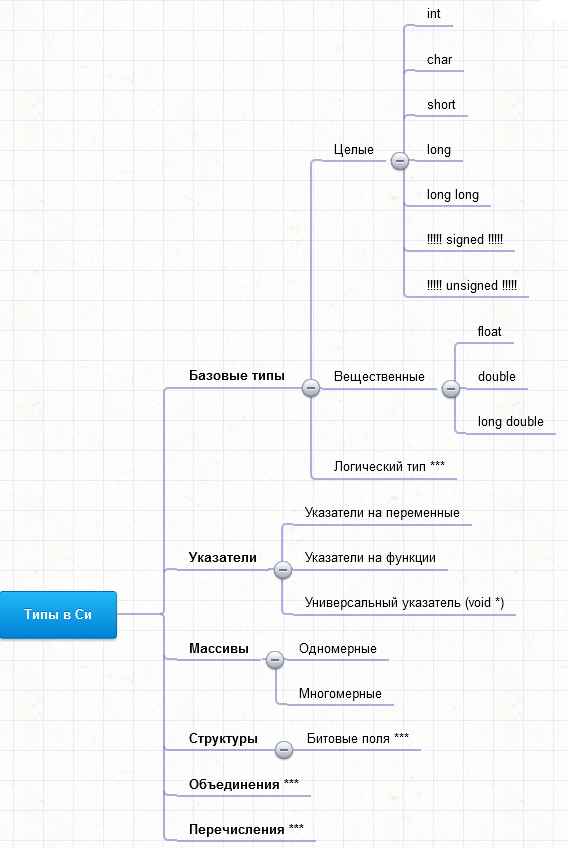 int
char
short
Целые
long
long long
!!!!! signed !!!!!
!!!!! unsigned !!!!!
float
Базовые типы
Вещественные
double
long double
Логический тип ***
Указатели на переменные
Указатели
Указатели на функции
Универсальный указатель (void *)
Типы в Си
Массивы
Одномерные
Многомерные
Структуры
Битовые поля ***
Объединения ***
Перечисления ***